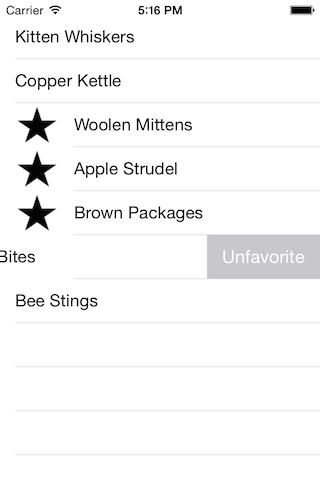 Carrier 5:16 PM
Kitten Whiskers
Copper Kettle
Woolen Mittens
Apple Strudel
Brown Packages
Bites Unfavorite
Bee Stings